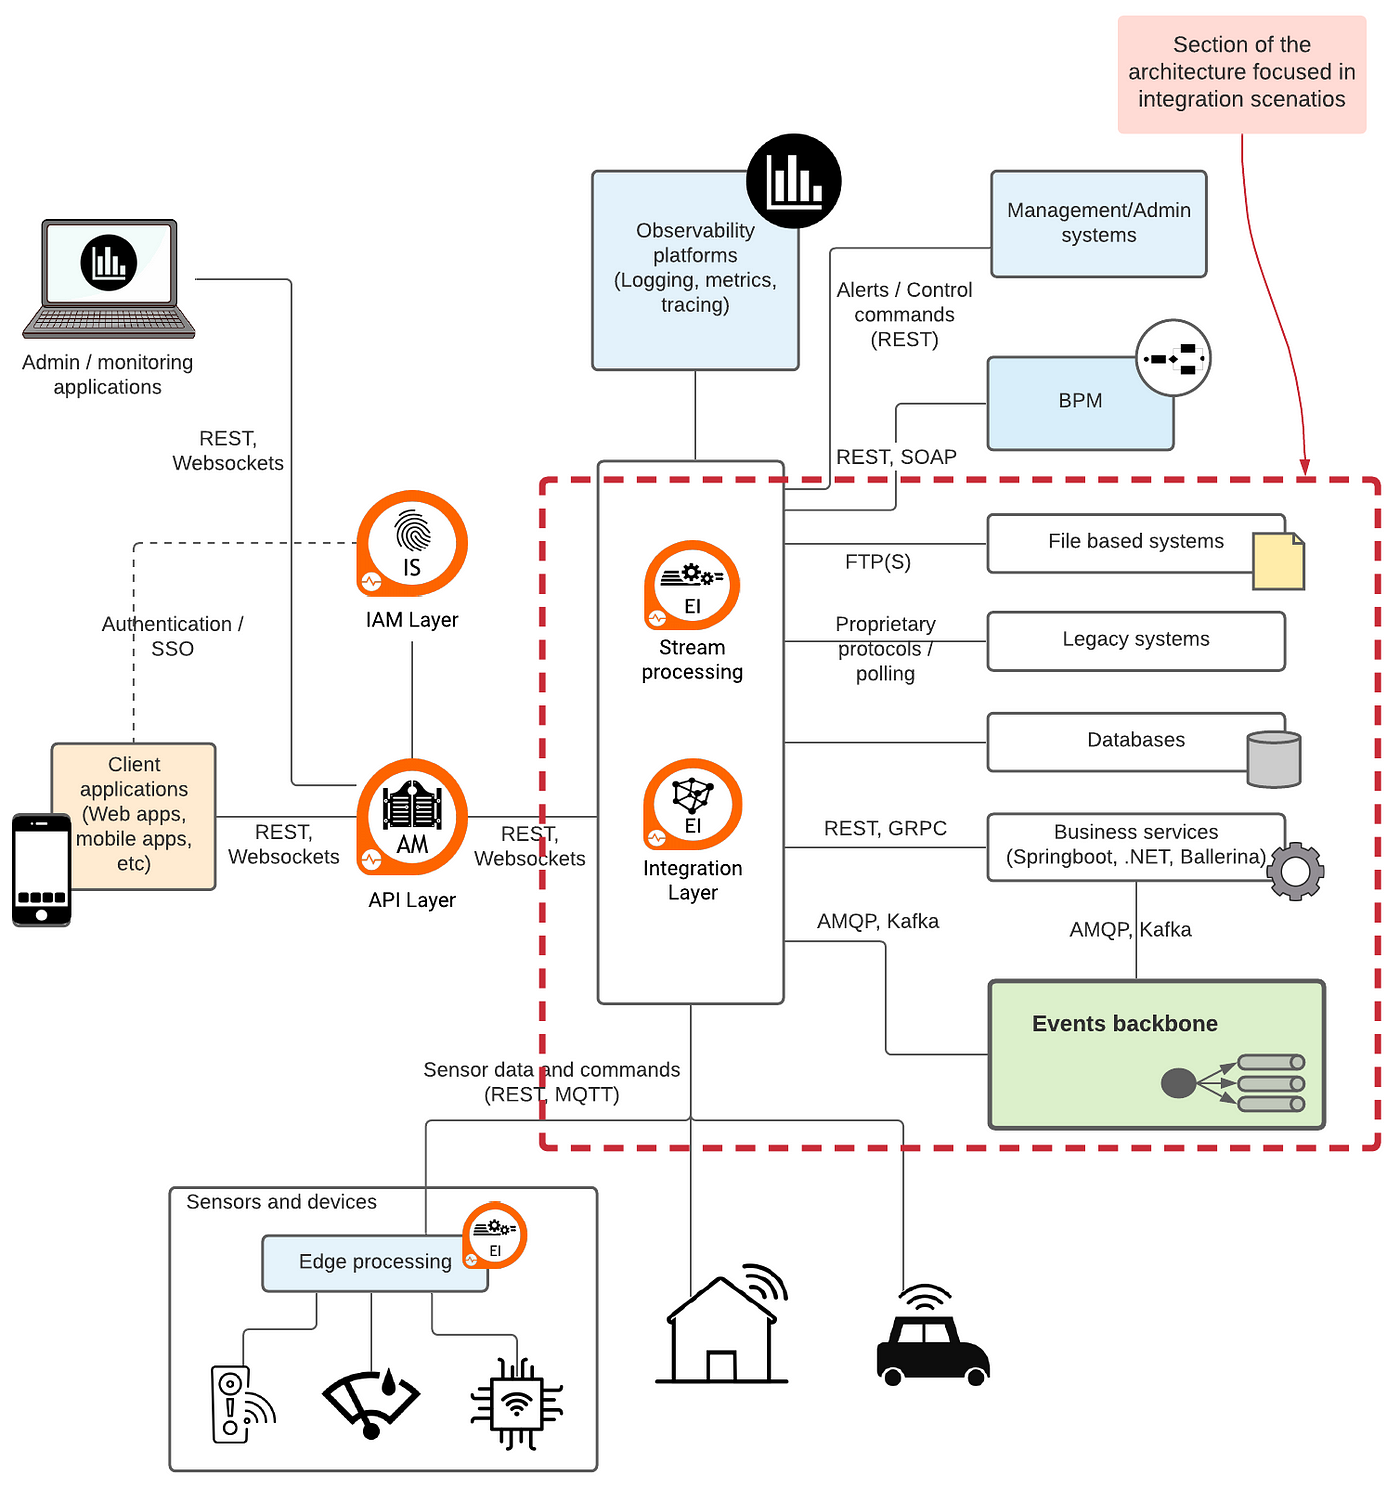 Section of the
architecture focused in
integration scenatios
Management/Admin
systems
Observability
platforms
(Logging, metrics,
tracing)
Alerts / Control
commands
(REST)
Admin / monitoring
applications
BPM
REST,
Websockets
REST, SOAP
IS
IAM Layer
File based systems
FTP(S)
EI
Stream
processing
Authentication /
SSO
Proprietary
protocols /
polling
Legacy systems
Databases
Client
applications
(Web apps,
mobile apps,
etc)
REST,
Websockets
AM
API Layer
REST,
Websockets
EI
Integration
Layer
REST, GRPC
Business services
(Springboot, .NET, Ballerina)
AMQP, Kafka
AMQP, Kafka
Events backbone
Sensor data and commands
(REST, MQTT)
Sensors and devices
Edge processing
EI